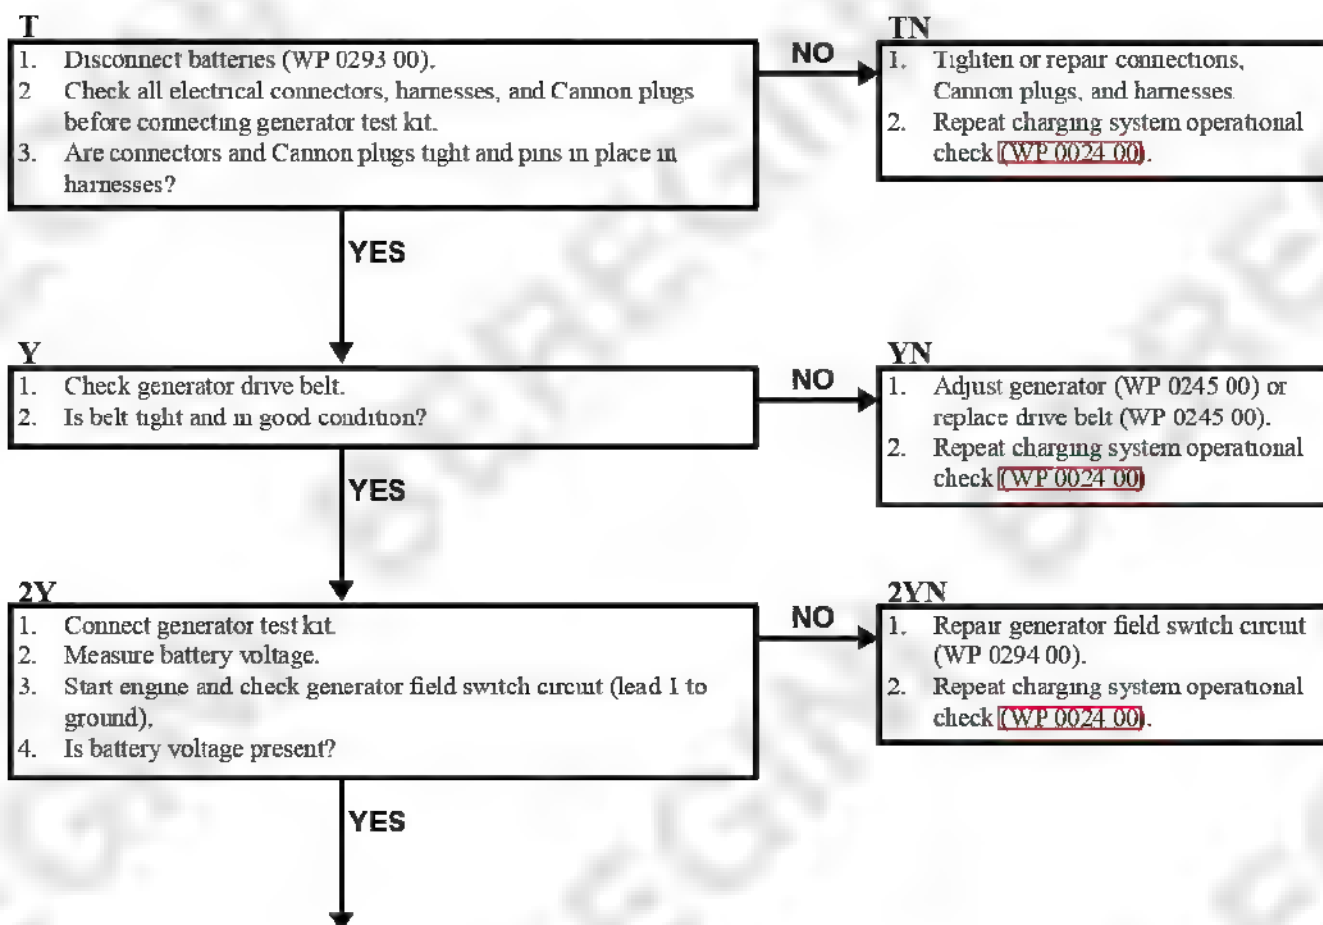 T
1. Disconnect batteries (WP 0293 00).
2 Check all electrical connectors, harnesses, and Cannon plugs
before connecting generator test kit.
3. Are connectors and Cannon plugs tight and pins in place in
harnesses?
NO
TN
1. Tighten or repair connections,
Cannon plugs, and harnesses.
2. Repeat charging system operational
check (WP 0024 00).
YES
Y
1. Check generator drive belt.
2. Is belt tight and in good condition?
NO
YN
1. Adjust generator (WP 0245 00) or
replace drive belt (WP 0245 00).
2. Repeat charging system operational
check (WP 0024 00)
YES
2Y
1. Connect generator test kit.
2. Measure battery voltage.
3. Start engine and check generator field switch circuit (lead 1 to
ground).
4. Is battery voltage present?
NO
2YN
1. Repair generator field switch circuit
(WP 0294 00).
2. Repeat charging system operational
check (WP 0024 00).
YES